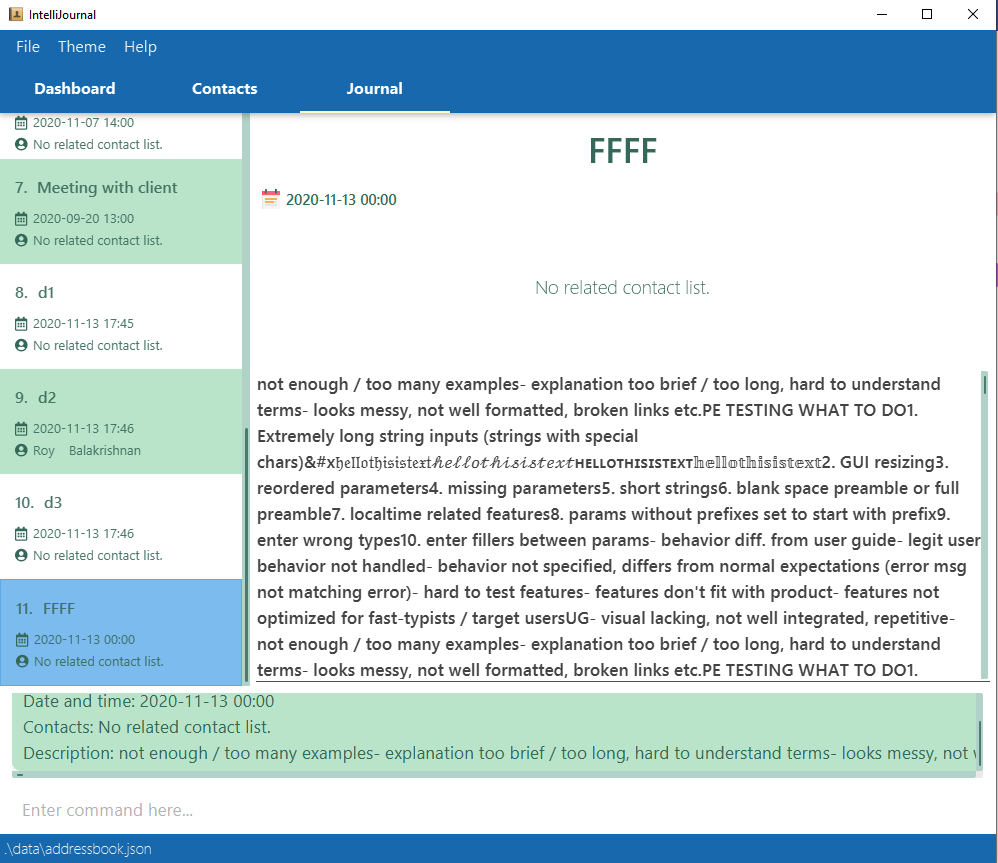 IntelliJournal
File Theme Help
Dashboard Contacts Journal
2020-11-07 14:00
No related contact list.
7. Meeting with client
2020-09-20 13:00
No related contact list.
8. d1
2020-11-13 17:45
No related contact list.
9. d2
2020-11-13 17:46
Roy Balakrishnan
10. d3
2020-11-13 17:46
No related contact list.
11. FFFF
2020-11-13 00:00
No related contact list.
FFFF
2020-11-13 00:00
No related contact list.
not enough / too many examples- explanation too brief / too long, hard to understand
terms- looks messy, not well formatted, broken links etc.PE TESTING WHAT TO DO1.
Extremely long string inputs (strings with special
chars)&#x𝔥𝔢𝔩𝔩𝔬𝔱𝔥𝔦𝔰𝔦𝔰𝔱𝔢𝔵𝔱𝓱𝓮𝓵𝓵𝓸𝓽𝓱𝓲𝓼𝓲𝓼𝓽𝓮𝔁𝓽ʜᴇʟʟᴏᴛʜɪsɪsᴛᴇxᴛ𝕙𝕖𝕝𝕝𝕠𝕥𝕙𝕚𝕤𝕚𝕤𝕥𝕖𝕩𝕥2. GUI resizing3.
reordered parameters4. missing parameters5. short strings6. blank space preamble or full
preamble7. localtime related features8. params without prefixes set to start with prefix9.
enter wrong types10. enter fillers between params- behavior diff. from user guide- legit user
behavior not handled- behavior not specified, differs from normal expectations (error msg
not matching error)- hard to test features- features don't fit with product- features not
optimized for fast-typists / target usersUG- visual lacking, not well integrated, repetitive-
not enough / too many examples- explanation too brief / too long, hard to understand
terms- looks messy, not well formatted, broken links etc.PE TESTING WHAT TO DO1.
Date and time: 2020-11-13 00:00
Contacts: No related contact list.
Description: not enough / too many examples- explanation too brief / too long, hard to understand terms- looks messy, not
Enter command here...
.\data\addressbook.json